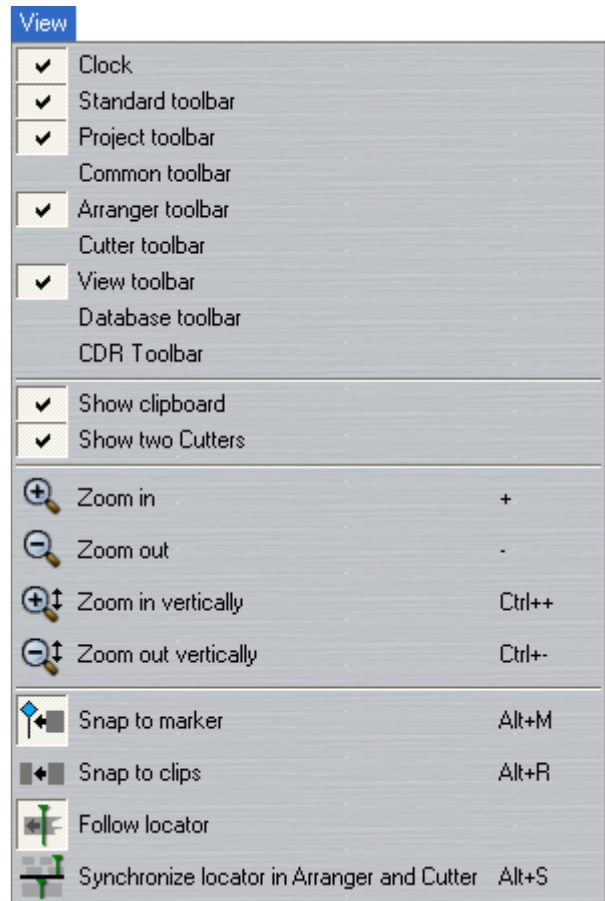 View
Clock
Standard toolbar
Project toolbar
Common toolbar
Arranger toolbar
Cutter toolbar
View toolbar
Database toolbar
CDR Toolbar
Show clipboard
Show two Cutters
Zoom in +
Zoom out -
Zoom in vertically Ctrl++
Zoom out vertically Ctrl+-
Snap to marker Alt+M
Snap to clips Alt+R
Follow locator
Synchronize locator in Arranger and Cutter Alt+S